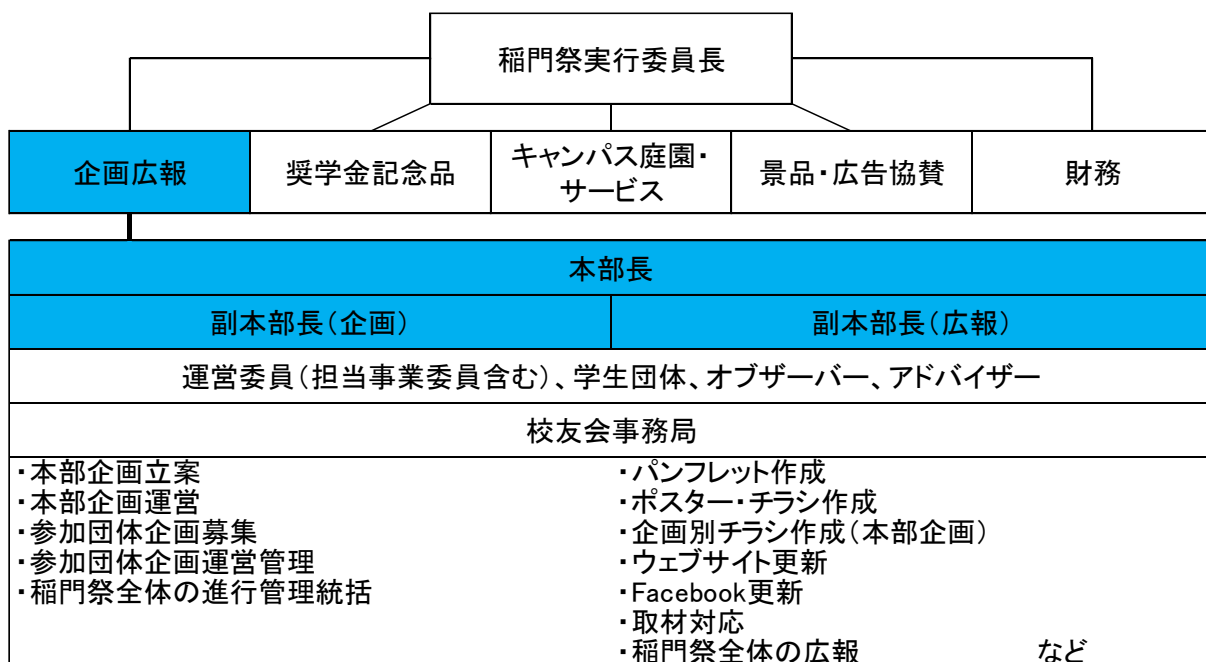 稲門祭実行委員長
企画広報
奨学金記念品
キャンパス庭園・
サービス
景品・広告協賛
財務
本部長
副本部長（企画）
副本部長（広報）
運営委員（担当事業委員含む）、学生団体、オブザーバー、アドバイザー
校友会事務局
・本部企画立案
・本部企画運営
・参加団体企画募集
・参加団体企画運営管理
・稲門祭全体の進行管理統括
・パンフレット作成
・ポスター・チラシ作成
・企画別チラシ作成（本部企画）
・ウェブサイト更新
・Facebook更新
・取材対応
・稲門祭全体の広報　　　　　　　など